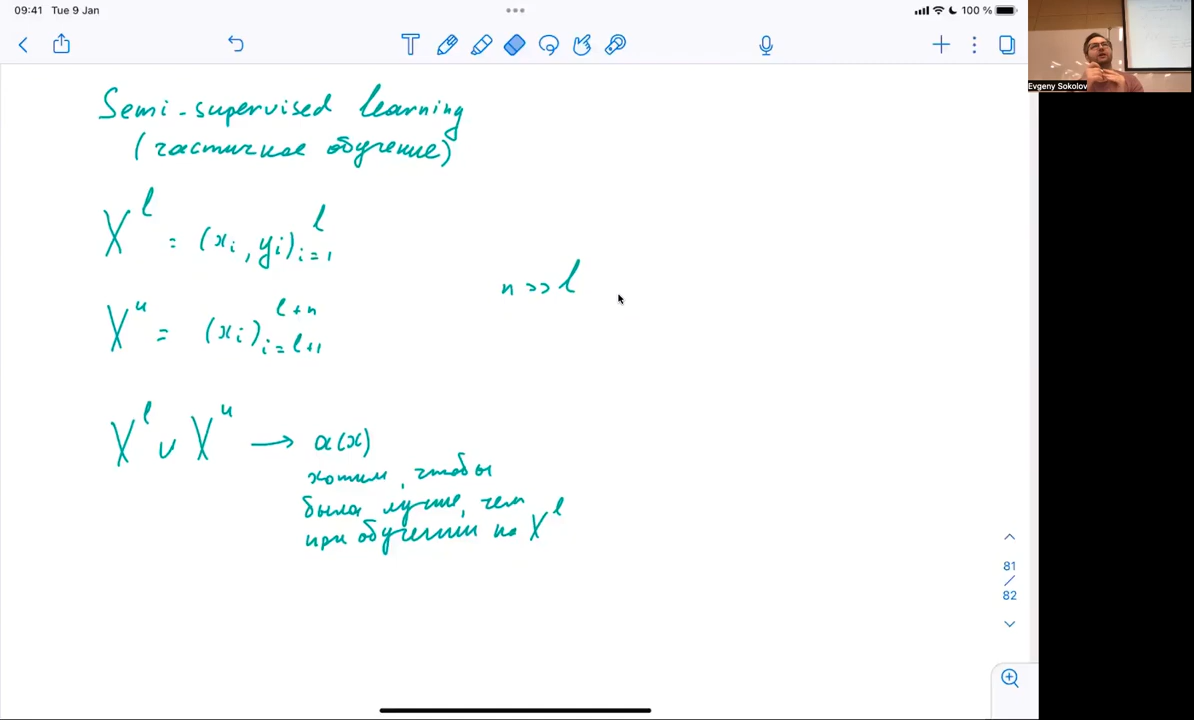 09:41 Tue 9 Jan
100 %
Evgeny Sokolov
Semi-supervised learning
(частичное обучение)
X^l = (x_i, y_i)_{i=1}^l
n >> l
X^u = (x_i)_{i=l+1}^{l+n}
X^l ∪ X^u → a(x)
хотим, чтобы
была лучше, чем
при обучении на X^l
81
/
82